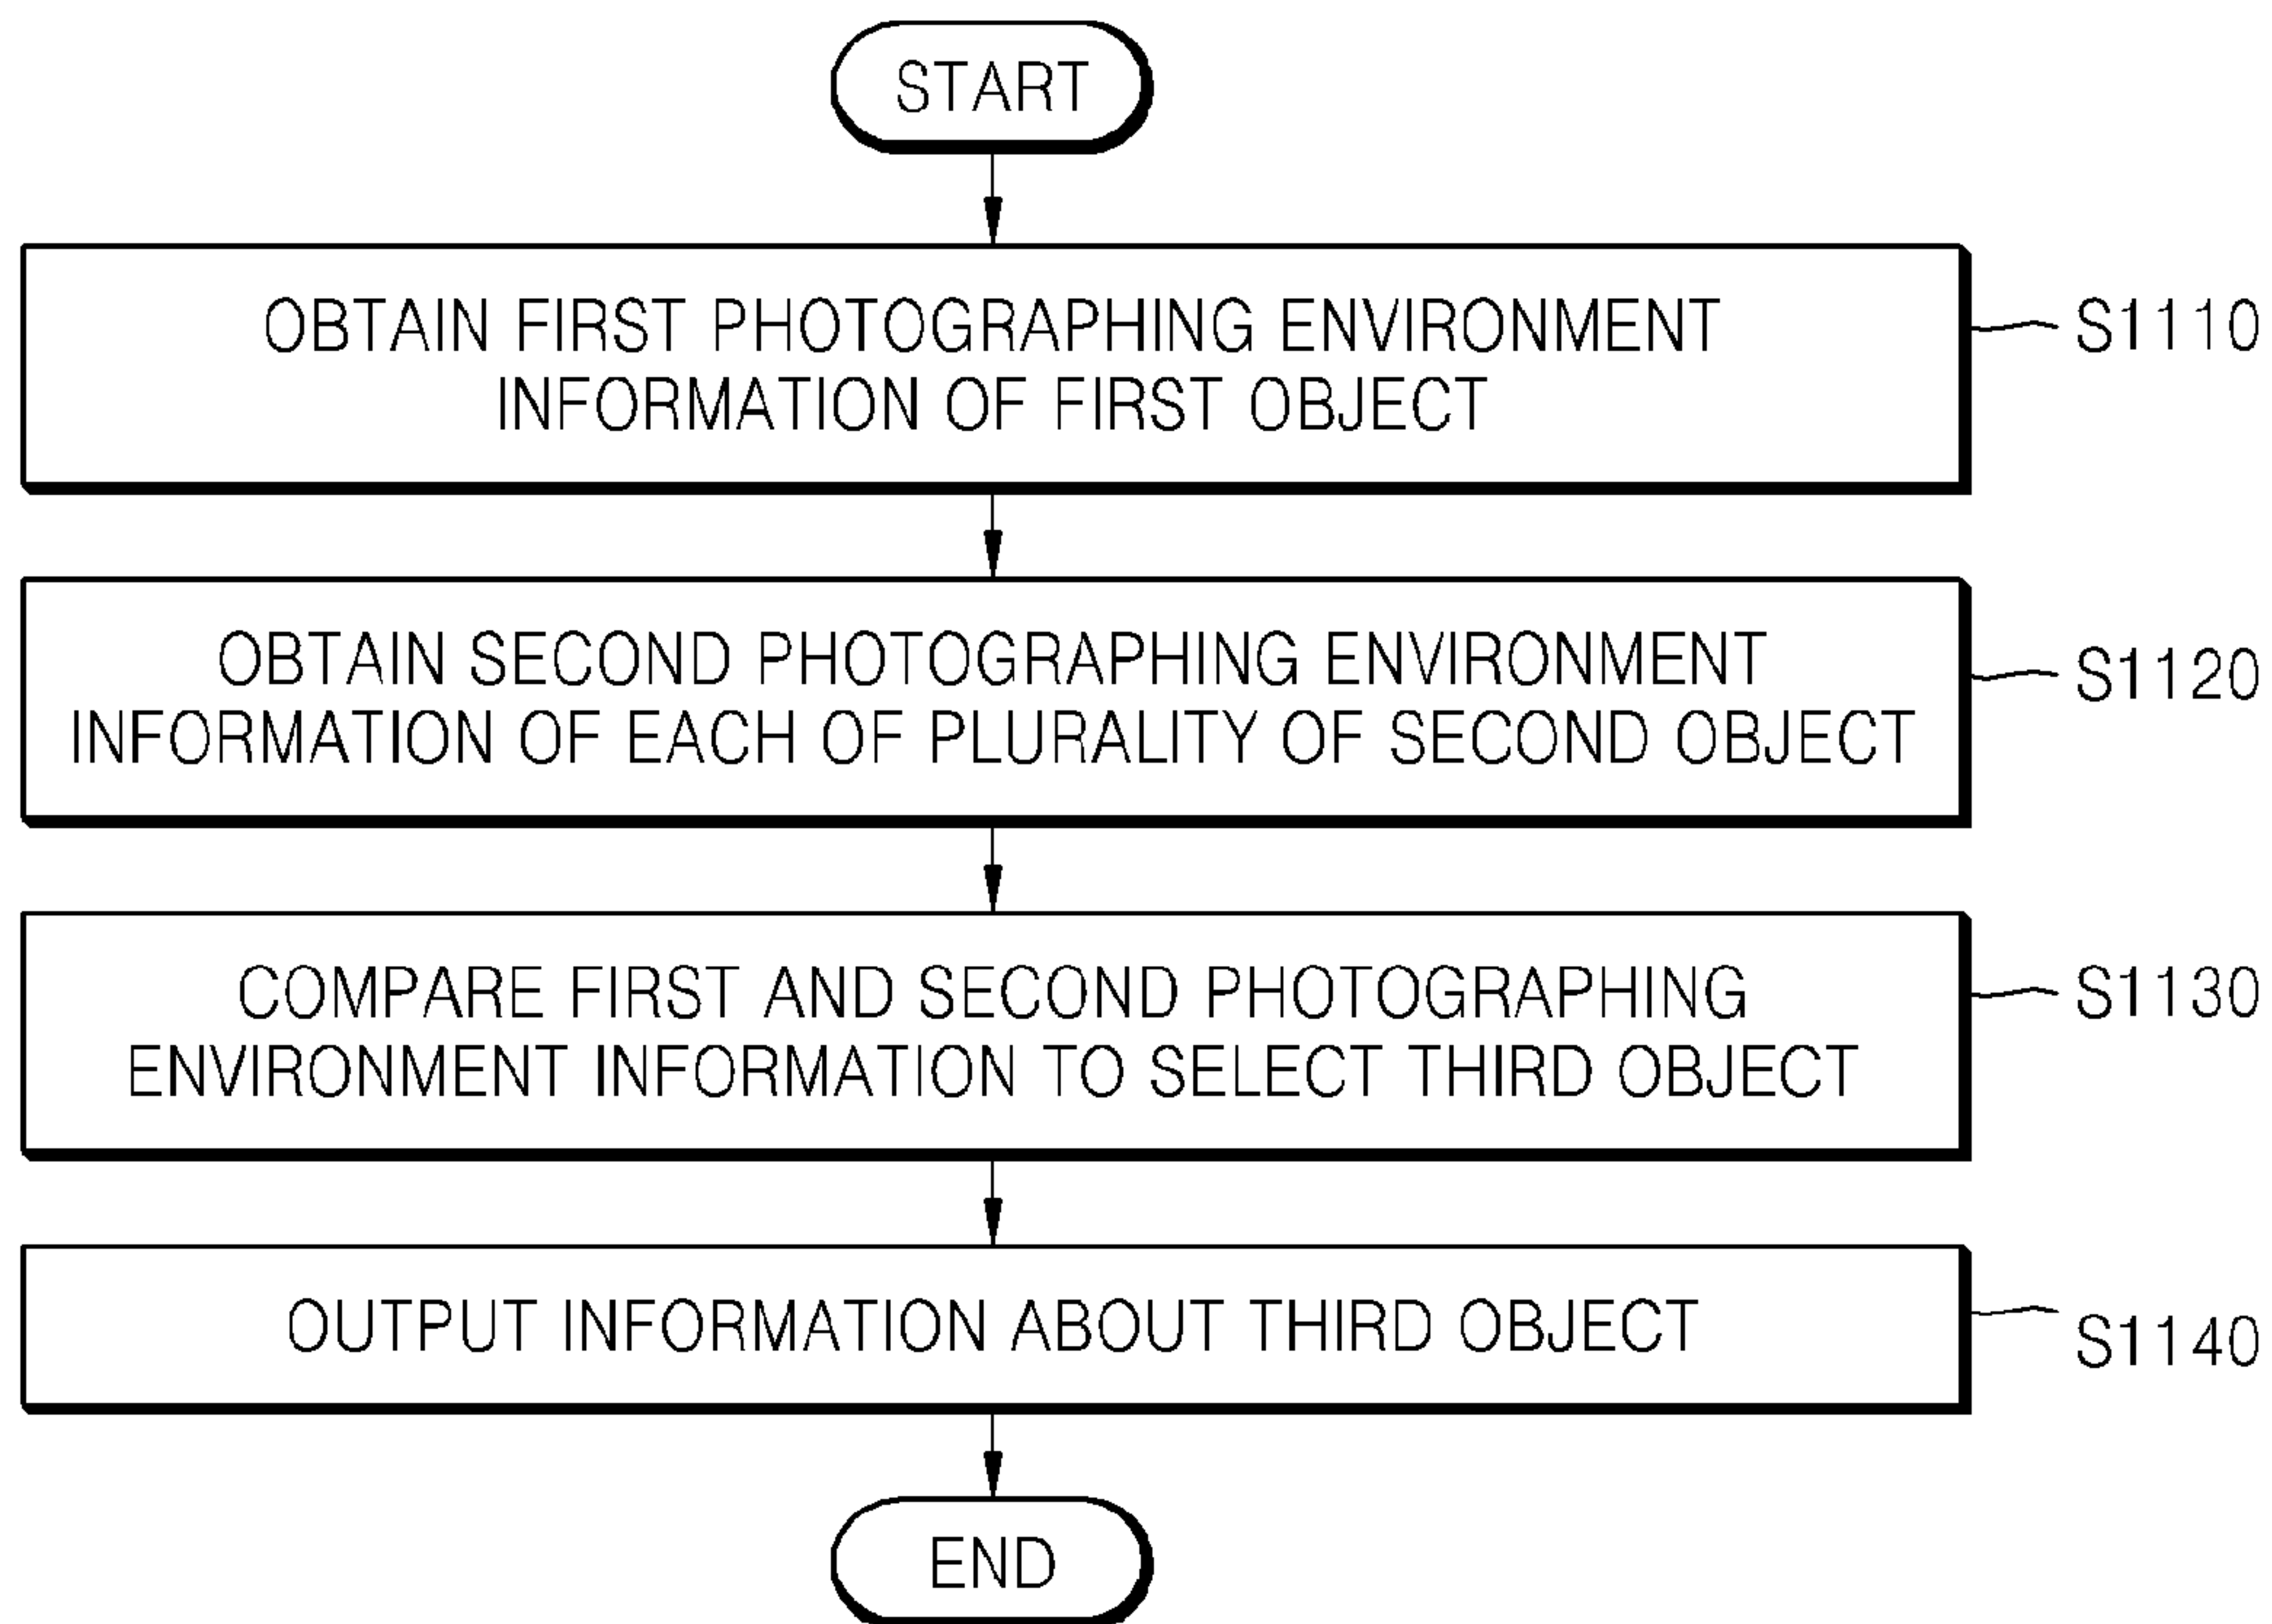 START
OBTAIN FIRST PHOTOGRAPHING ENVIRONMENT
INFORMATION OF FIRST OBJECT
S1110
OBTAIN SECOND PHOTOGRAPHING ENVIRONMENT
INFORMATION OF EACH OF PLURALITY OF SECOND OBJECT
S1120
COMPARE FIRST AND SECOND PHOTOGRAPHING
ENVIRONMENT INFORMATION TO SELECT THIRD OBJECT
S1130
OUTPUT INFORMATION ABOUT THIRD OBJECT
S1140
END